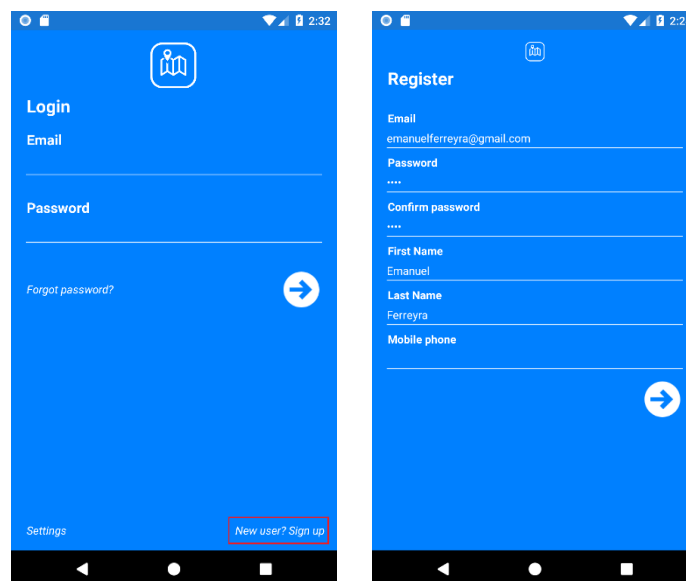 2:32
Login
Email
Password
Forgot password?
Settings
New user? Sign up
2:2
Register
Email
emanuelferreyra@gmail.com
Password
••••
Confirm password
••••
First Name
Emanuel
Last Name
Ferreyra
Mobile phone